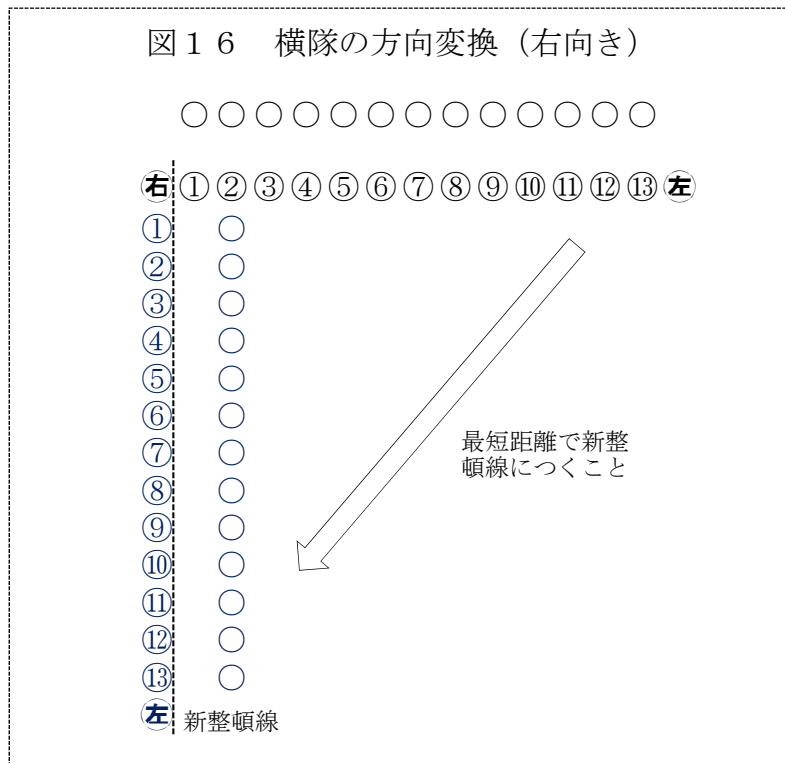 図16 横隊の方向変換(右向き)
○○○○○○○○○○○○○
右①②③④⑤⑥⑦⑧⑨⑩⑪⑫⑬左
① ○
② ○
③ ○
④ ○
⑤ ○
⑥ ○
⑦ ○
⑧ ○
⑨ ○
⑩ ○
⑪ ○
⑫ ○
⑬ ○
左
最短距離で新整
頓線につくこと
新整頓線